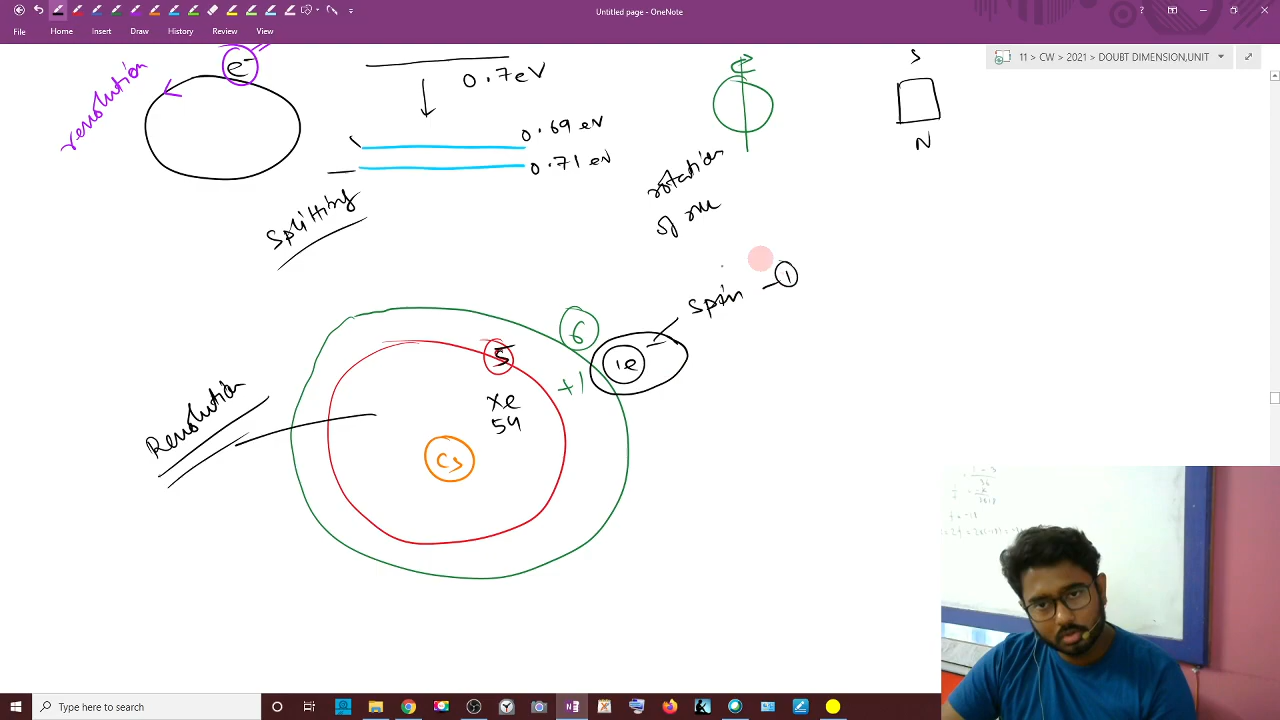 Untitled page - OneNote
File Home Insert Draw History Review View
11 > CW > 2021 > DOUBT DIMENSION,UNIT
revolution
e-
0.7eV
0.69 eV
0.71 eV
Splitting
rotation
of
S
N
spin - 1
6
1e
+1
5
Xe
54
Cs
Revolution
Type here to search